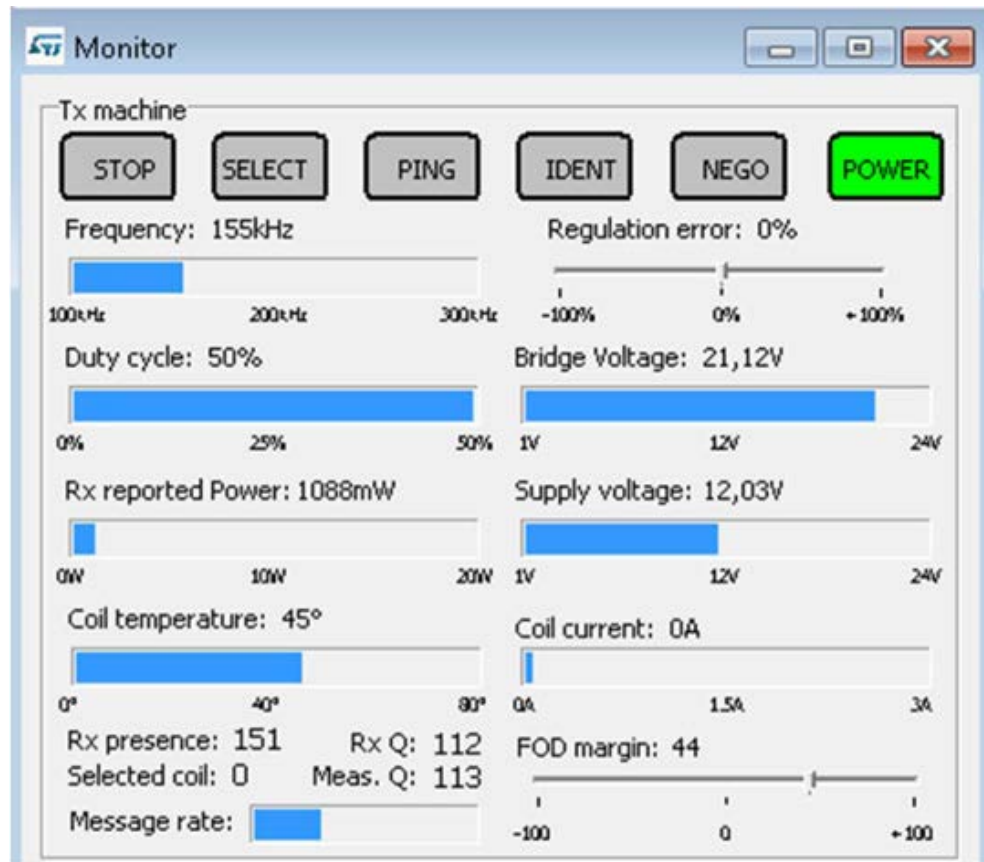 Monitor
Tx machine
STOP SELECT PING IDENT NEGO POWER
Frequency: 155kHz
Regulation error: 0%
100kHz 200kHz 300kHz
-100% 0% +100%
Duty cycle: 50%
Bridge Voltage: 21,12V
0% 25% 50%
1V 12V 24V
Rx reported Power: 1088mW
Supply voltage: 12,03V
0W 10W 20W
1V 12V 24V
Coil temperature: 45°
Coil current: 0A
0° 40° 80°
0A 1.5A 3A
Rx presence: 151 Rx Q: 112
FOD margin: 44
Selected coil: 0 Meas. Q: 113
Message rate:
-100 0 +100